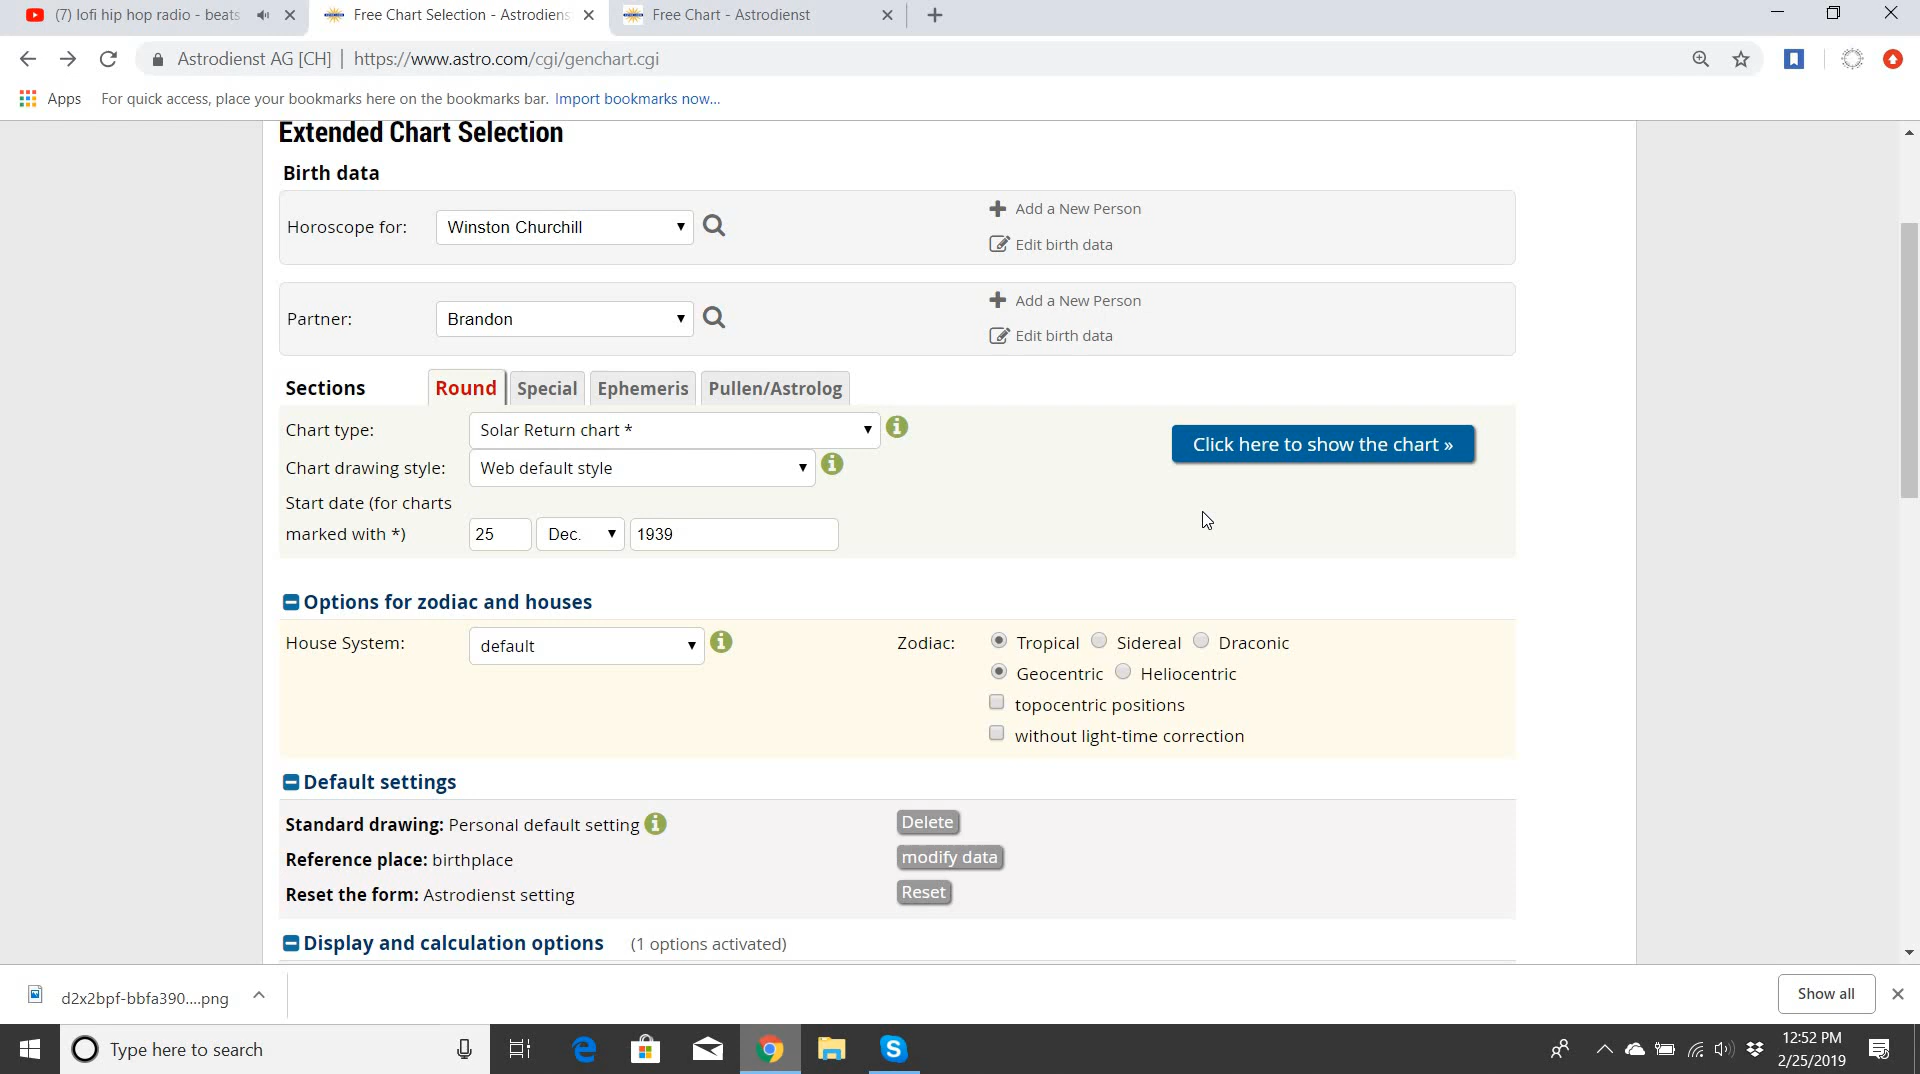 (7) lofi hip hop radio - beats
Free Chart Selection - Astrodiens
Free Chart - Astrodienst
Astrodienst AG [CH] | https://www.astro.com/cgi/genchart.cgi
Apps For quick access, place your bookmarks here on the bookmarks bar. Import bookmarks now...
Extended Chart Selection
Birth data
Horoscope for: Winston Churchill
Add a New Person
Edit birth data
Partner: Brandon
Add a New Person
Edit birth data
Sections Round Special Ephemeris Pullen/Astrolog
Chart type: Solar Return chart *
Click here to show the chart »
Chart drawing style: Web default style
Start date (for charts
marked with *) 25 Dec. 1939
Options for zodiac and houses
House System: default
Zodiac: Tropical Sidereal Draconic
Geocentric Heliocentric
topocentric positions
without light-time correction
Default settings
Standard drawing: Personal default setting Delete
Reference place: birthplace modify data
Reset the form: Astrodienst setting Reset
Display and calculation options (1 options activated)
d2x2bpf-bbfa390....png
Show all
Type here to search
12:52 PM
2/25/2019